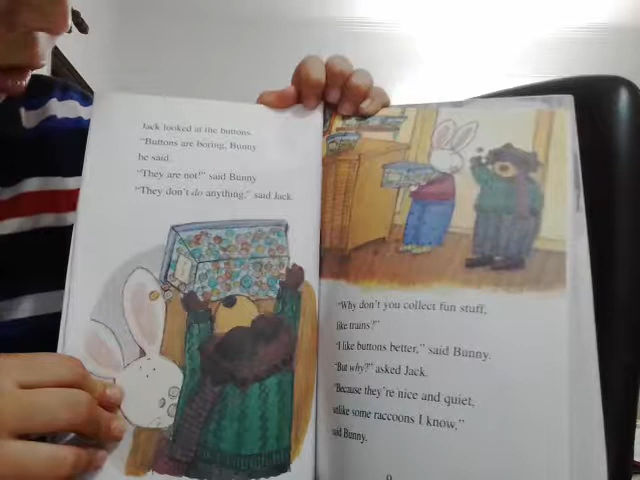 Jack looked at the buttons.
"Buttons are boring, Bunny
he said.
"They are not!" said Bunny
"They don't do anything," said Jack.
"Why don't you collect fun stuff,
like trains?"
"I like buttons better," said Bunny.
"But why?" asked Jack.
"Because they're nice and quiet,
unlike some raccoons I know,"
said Bunny.
9